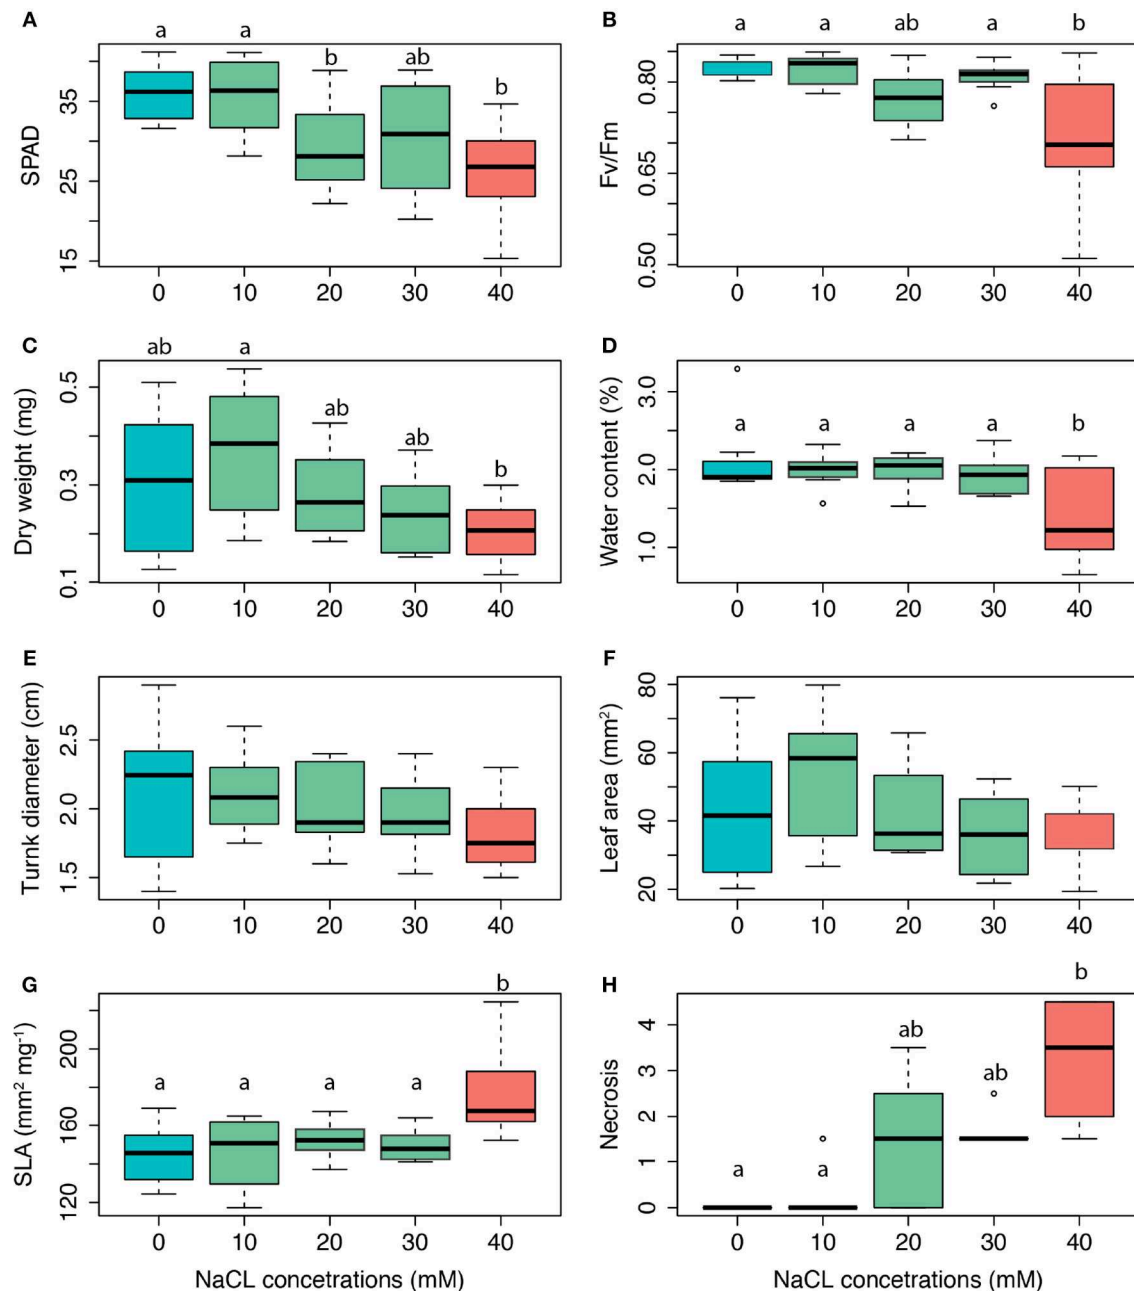 A
a a b ab b
SPAD
15 25 35
0 10 20 30 40
B
a a ab a b
Fv/Fm
0.50 0.65 0.80
0 10 20 30 40
C
ab a ab ab b
Dry weight (mg)
0.1 0.3 0.5
0 10 20 30 40
D
a a a a b
Water content (%)
1.0 2.0 3.0
0 10 20 30 40
E
Turnk diameter (cm)
1.5 2.0 2.5
0 10 20 30 40
F
Leaf area (mm²)
20 40 60 80
0 10 20 30 40
G
a a a a b
SLA (mm² mg⁻¹)
120 160 200
0 10 20 30 40
NaCL concetrations (mM)
H
a a ab ab b
Necrosis
0 1 2 3 4
0 10 20 30 40
NaCL concetrations (mM)